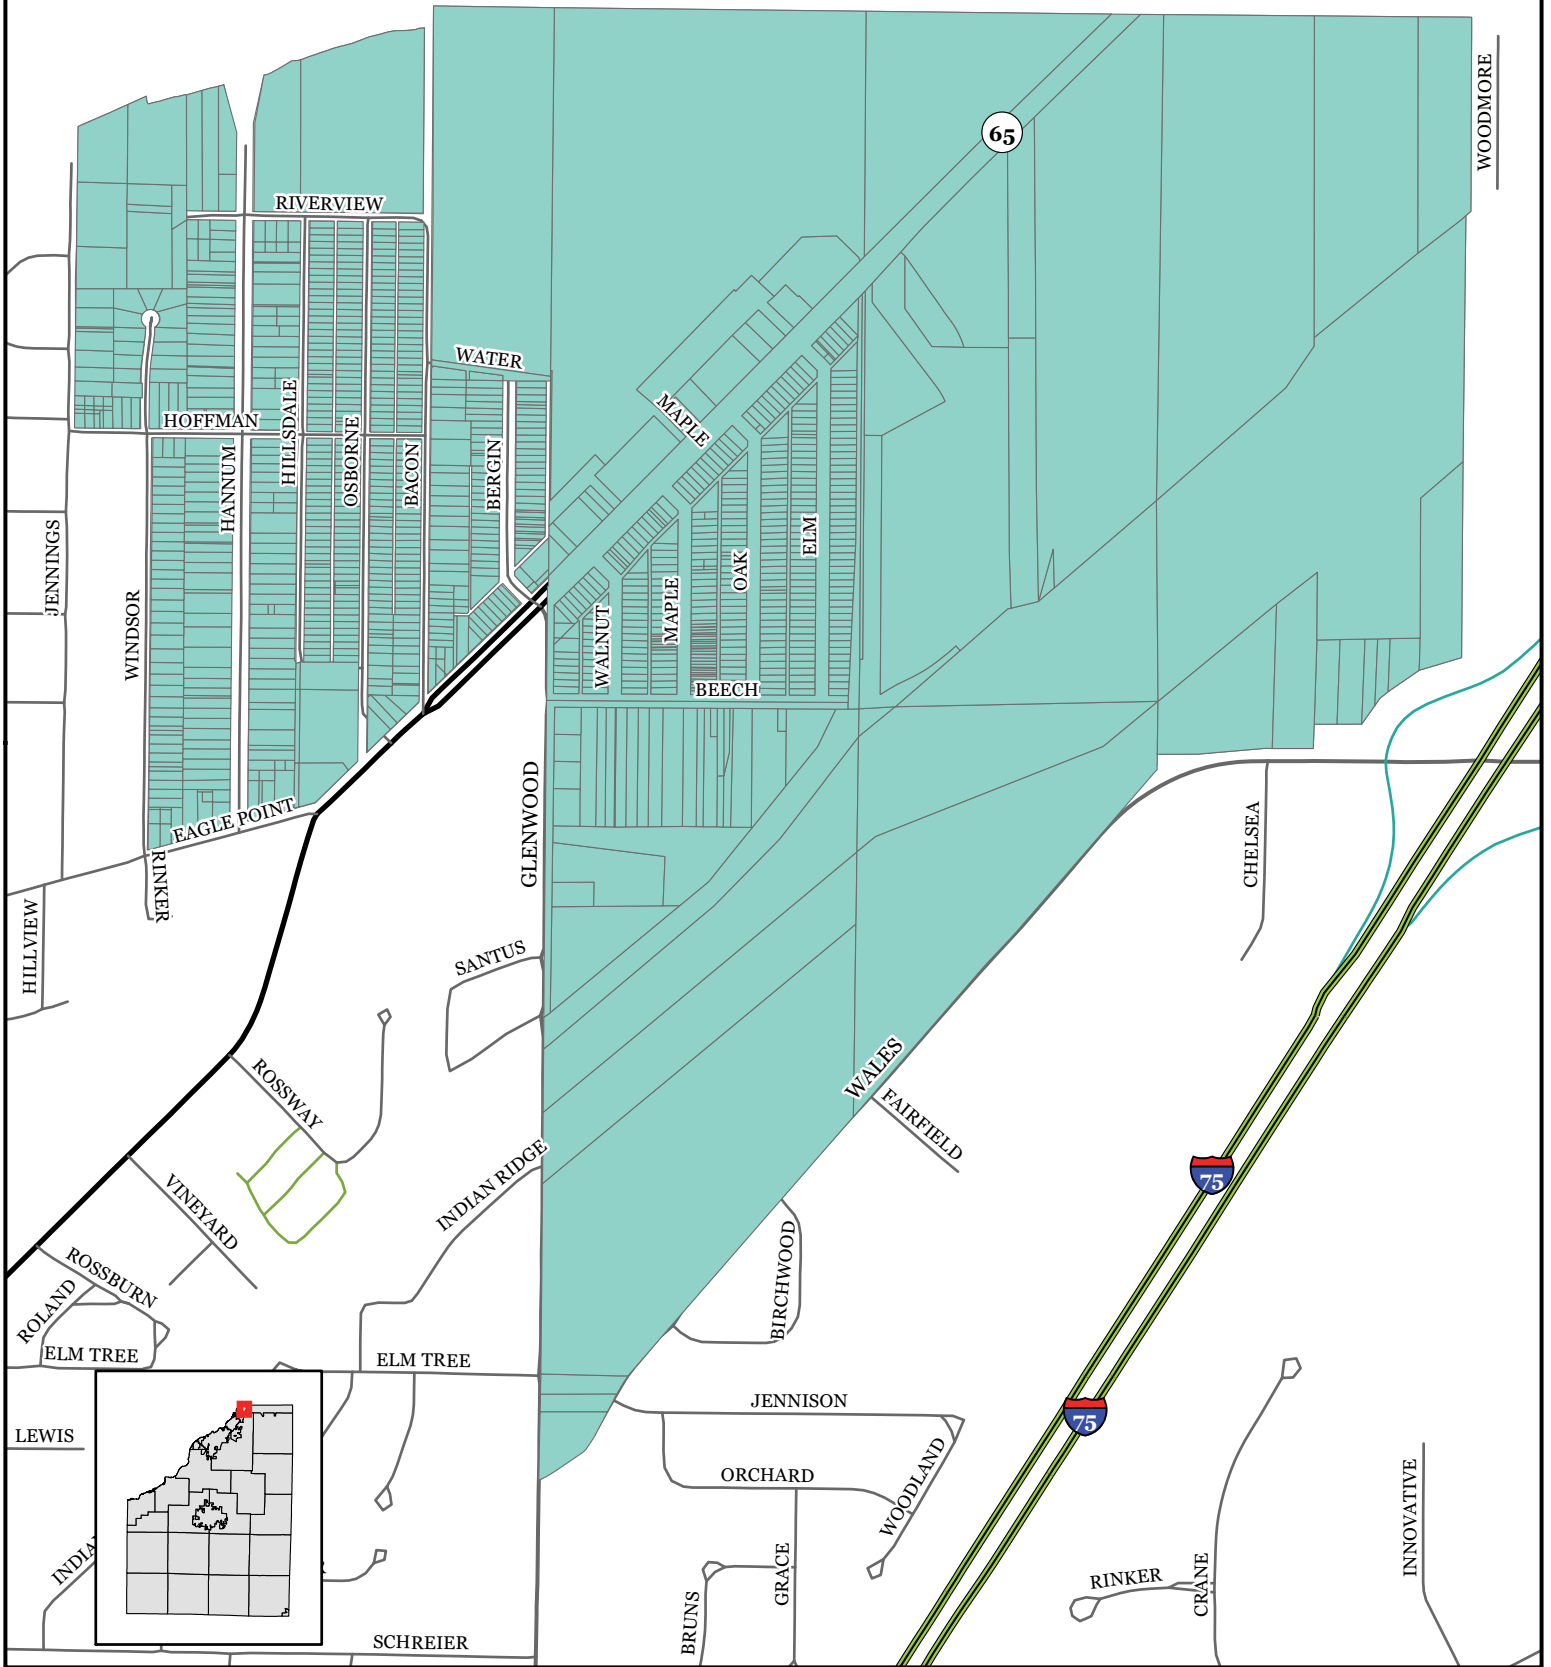 WOODMORE
65
RIVERVIEW
WATER
MAPLE
HOFFMAN
HILLSDALE
OSBORNE
BACON
BERGIN
HANNUM
JENNINGS
WINDSOR
ELM
OAK
MAPLE
WALNUT
BEECH
GLENWOOD
EAGLE POINT
RINKER
CHELSEA
HILLVIEW
SANTUS
WALES
ROSSWAY
FAIRFIELD
INDIAN RIDGE
75
VINEYARD
BIRCHWOOD
ROSSBURN
ROLAND
ELM TREE
ELM TREE
JENNISON
75
LEWIS
ORCHARD
WOODLAND
INNOVATIVE
INDIA
GRACE
RINKER
CRANE
BRUNS
SCHREIER